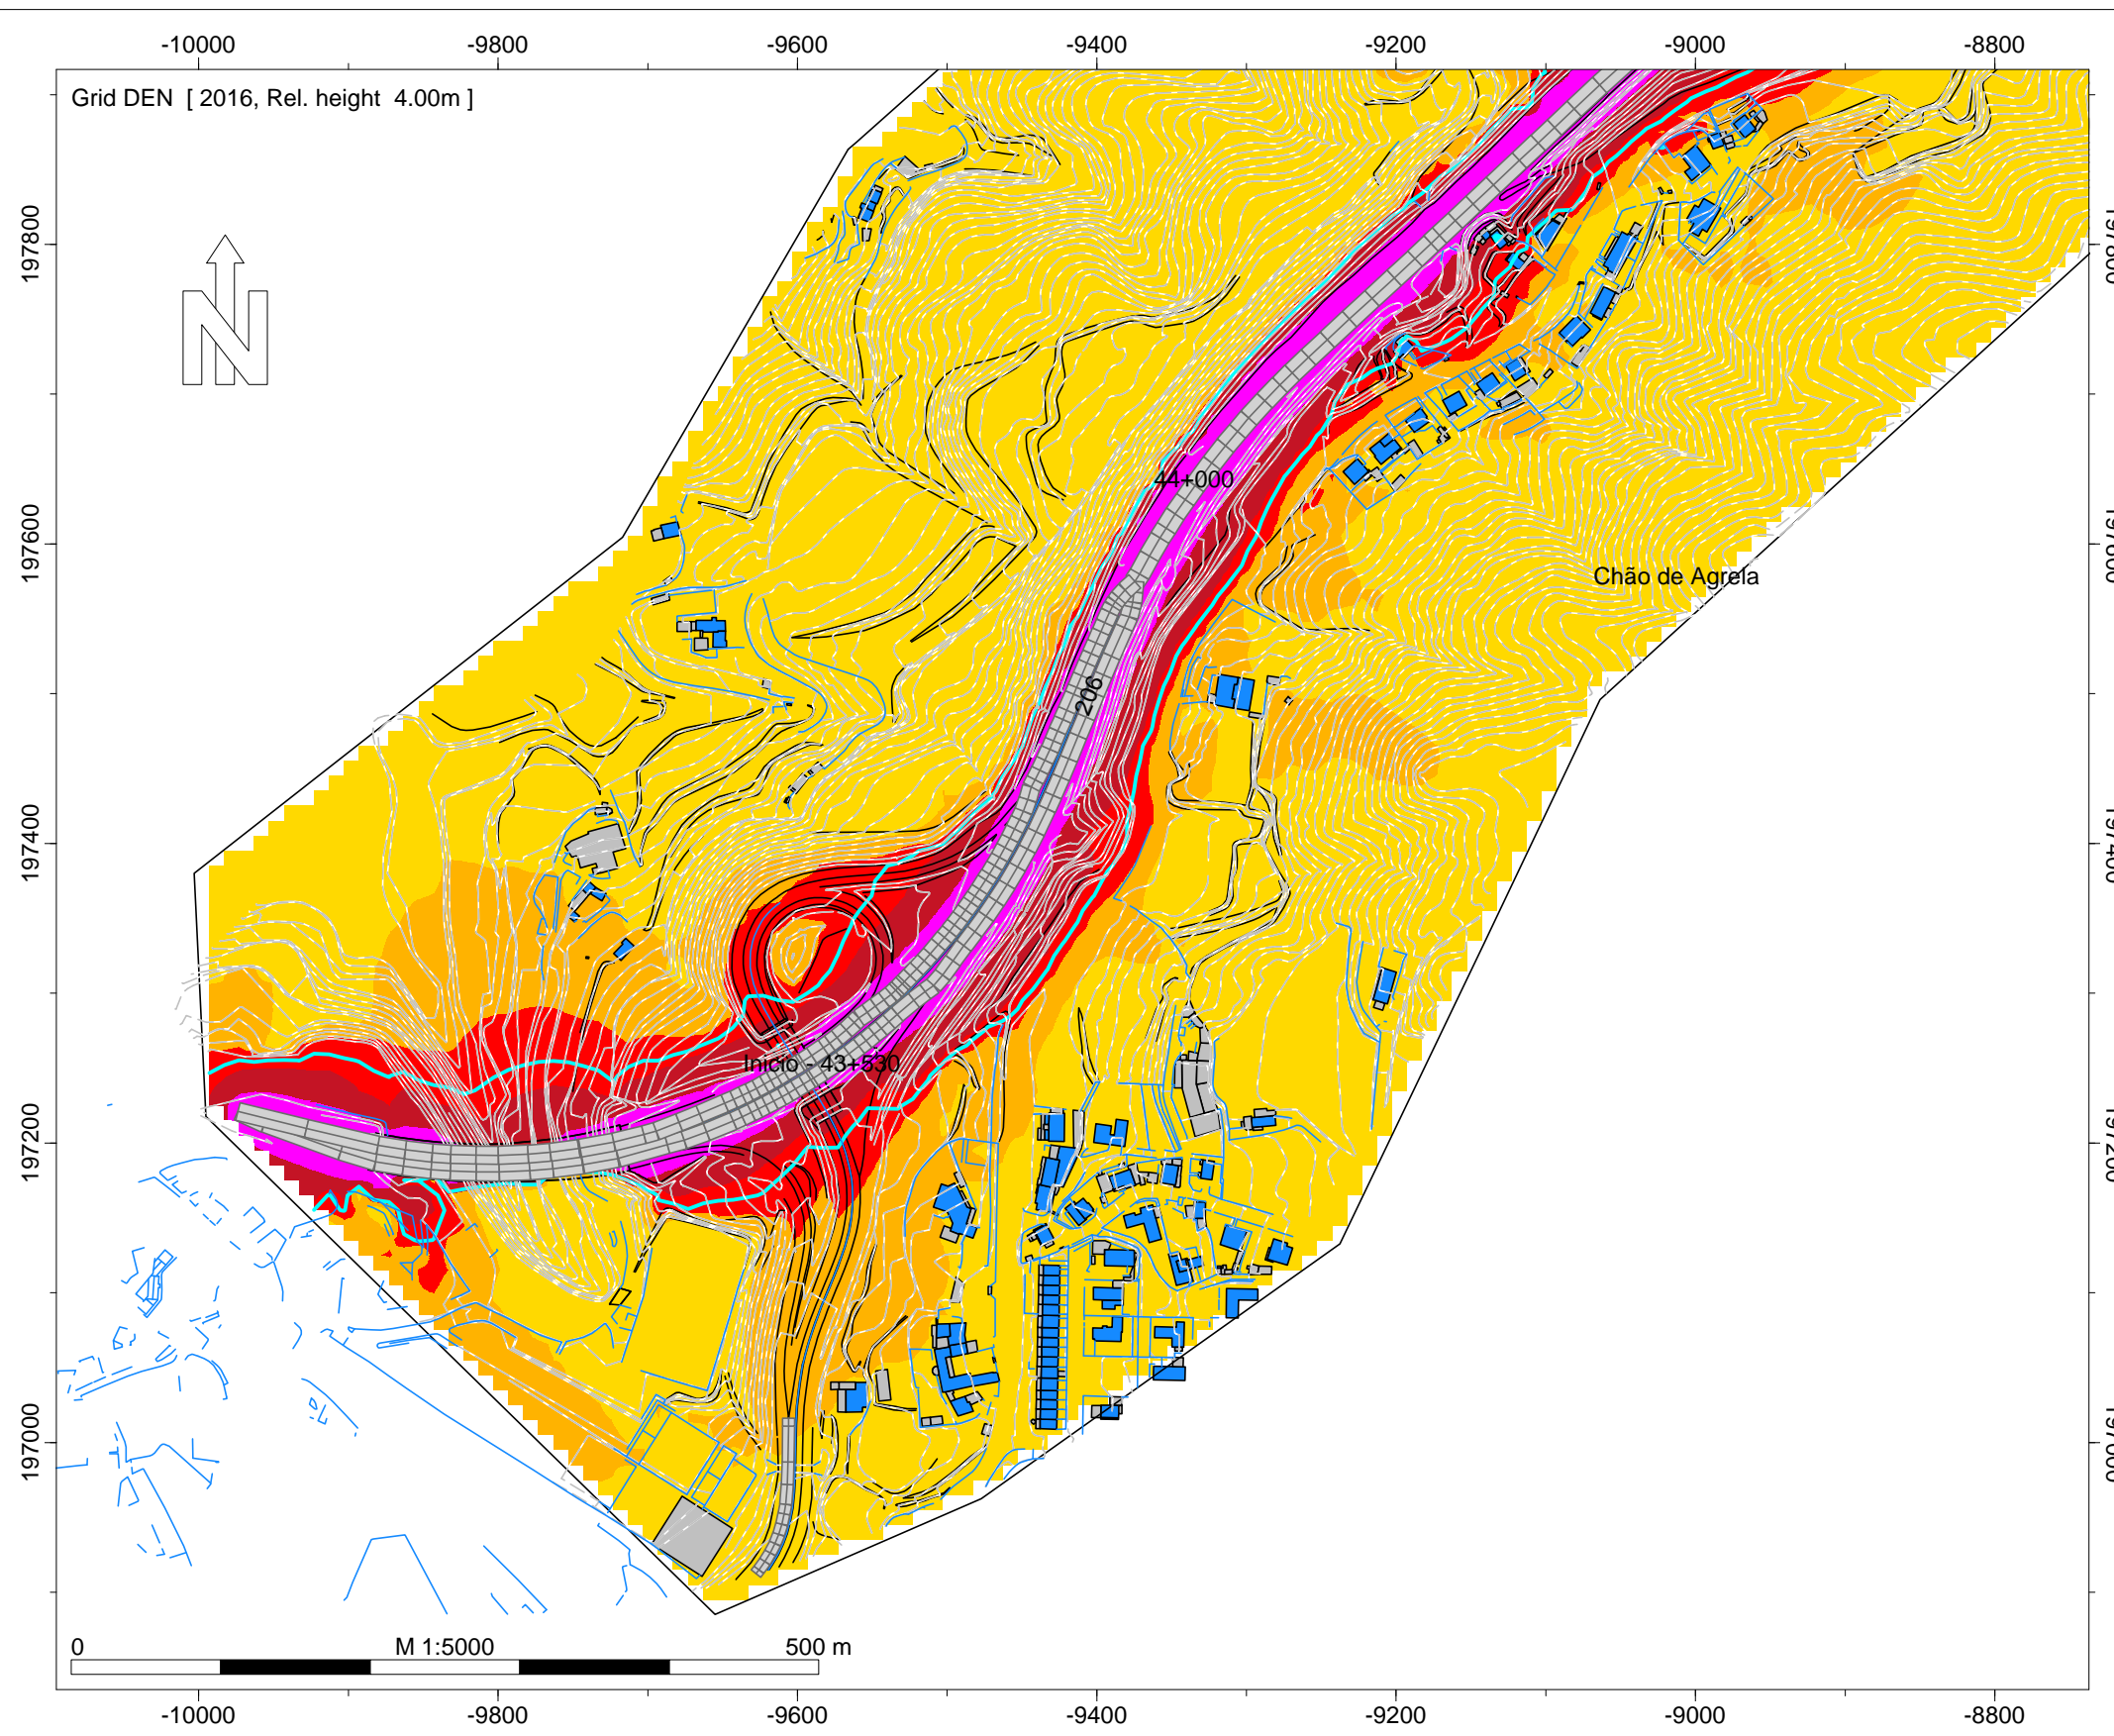 -10000 -9800 -9600 -9400 -9200 -9000 -8800
Grid DEN [ 2016, Rel. height 4.00m ]
197800
N
44+000
197600
Chão de Agrela
206
197400
Início - 43+530
197200
197000
0 M 1:5000 500 m
-10000 -9800 -9600 -9400 -9200 -9000 -8800